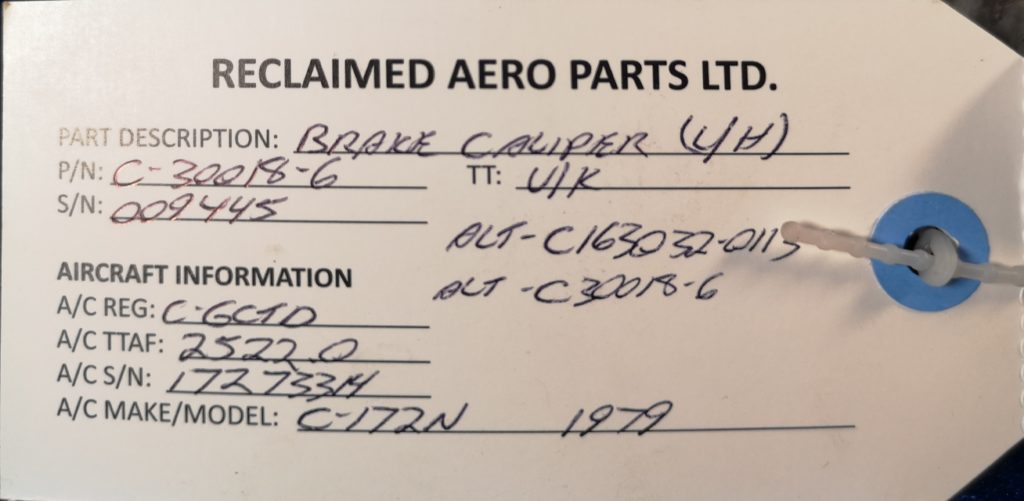 RECLAIMED AERO PARTS LTD.
PART DESCRIPTION: BRAKE CALIPER (L/H)
P/N: C-30018-6 TT: U/K
S/N: 009445
ALT-C163032-0113
AIRCRAFT INFORMATION
ALT-C30018-6
A/C REG: C-GCTD
A/C TTAF: 2522.0
A/C S/N: 17273314
A/C MAKE/MODEL: C-172N 1979